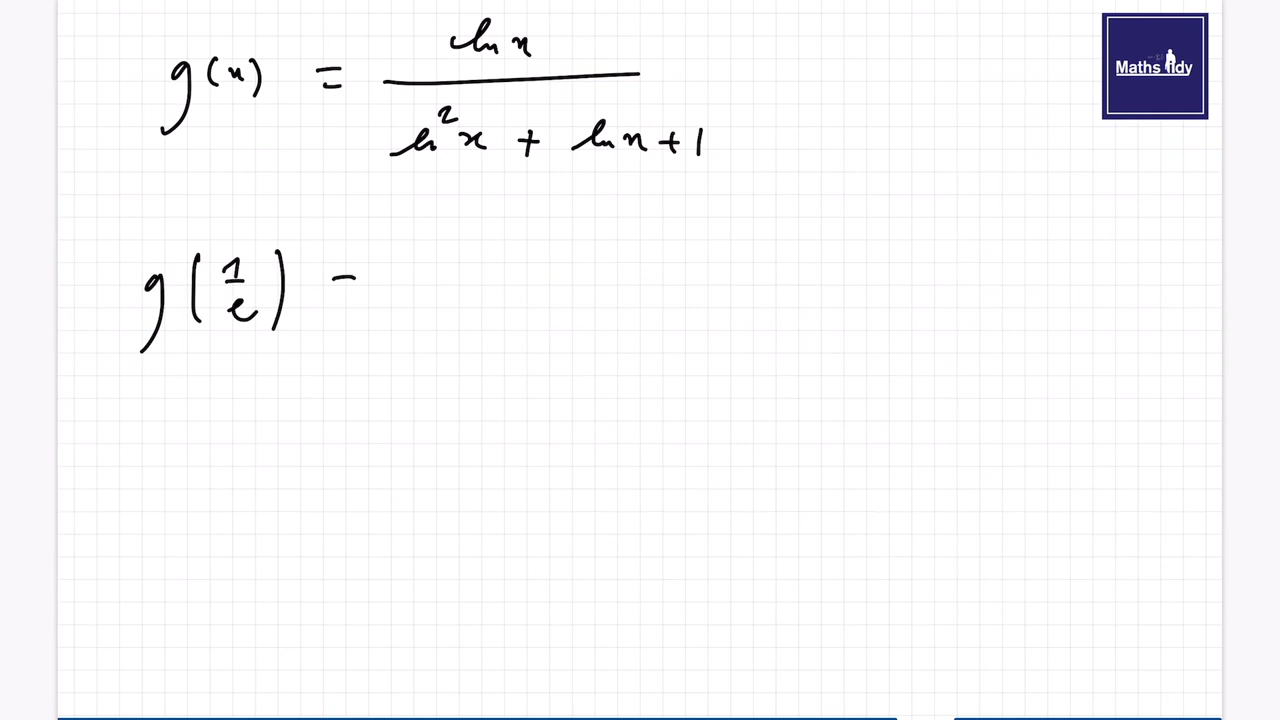 g(x) = ln x / ln²x + ln x + 1
Maths
g(1/e) =